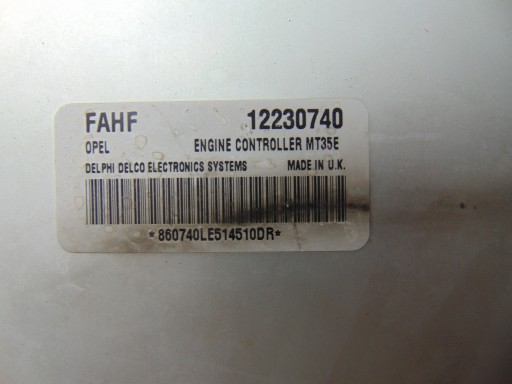 FAHF 12230740
OPEL ENGINE CONTROLLER MT35E
DELPHI DELCO ELECTRONICS SYSTEMS MADE IN U.K.
*860740LE514510DR*